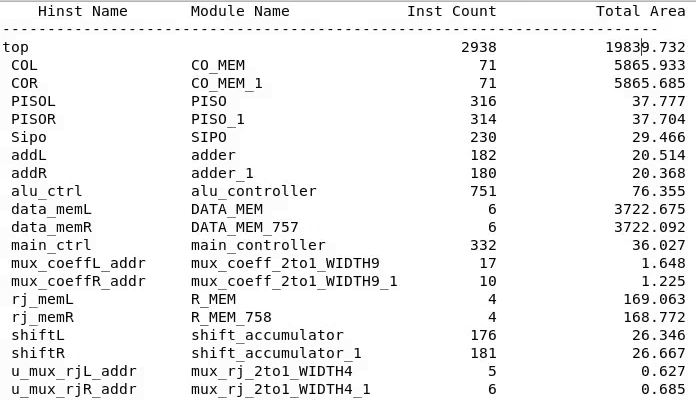 Hinst Name Module Name Inst Count Total Area
--------------------------------------------------------------------------
top 2938 19839.732
COL CO_MEM 71 5865.933
COR CO_MEM_1 71 5865.685
PISOL PISO 316 37.777
PISOR PISO_1 314 37.704
Sipo SIPO 230 29.466
addL adder 182 20.514
addR adder_1 180 20.368
alu_ctrl alu_controller 751 76.355
data_memL DATA_MEM 6 3722.675
data_memR DATA_MEM_757 6 3722.092
main_ctrl main_controller 332 36.027
mux_coeffL_addr mux_coeff_2to1_WIDTH9 17 1.648
mux_coeffR_addr mux_coeff_2to1_WIDTH9_1 10 1.225
rj_memL R_MEM 4 169.063
rj_memR R_MEM_758 4 168.772
shiftL shift_accumulator 176 26.346
shiftR shift_accumulator_1 181 26.667
u_mux_rjL_addr mux_rj_2to1_WIDTH4 5 0.627
u_mux_rjR_addr mux_rj_2to1_WIDTH4_1 6 0.685